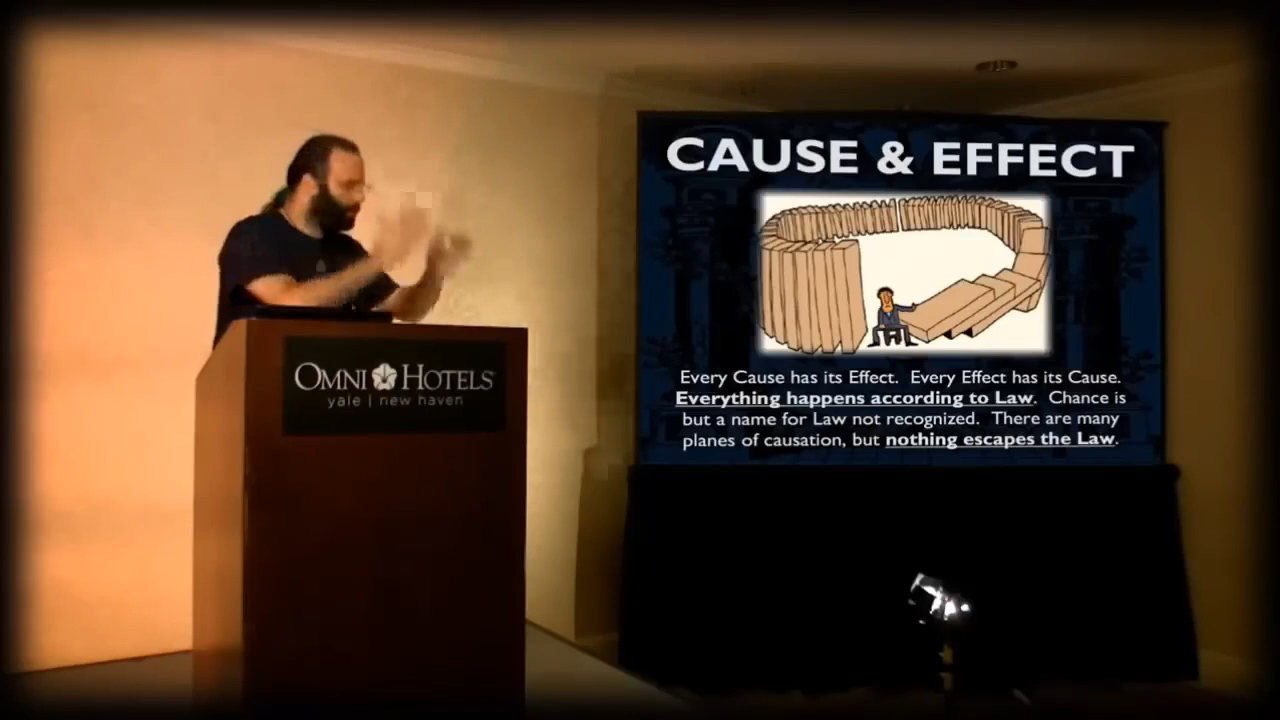 OMNI HOTELS
yale | new haven
CAUSE & EFFECT
Every Cause has its Effect. Every Effect has its Cause.
Everything happens according to Law. Chance is
but a name for Law not recognized. There are many
planes of causation, but nothing escapes the Law.